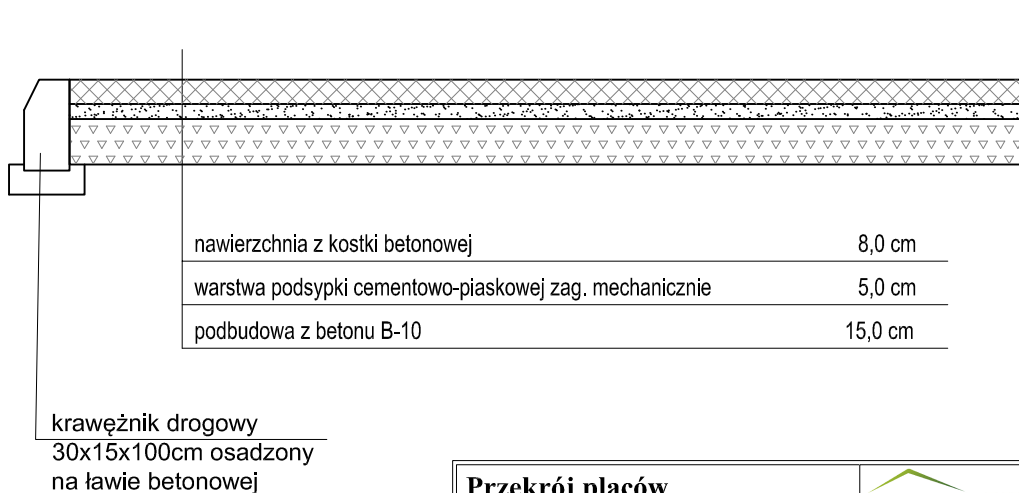 nawierzchnia z kostki betonowej 8,0 cm
warstwa podsypki cementowo-piaskowej zag. mechanicznie 5,0 cm
podbudowa z betonu B-10 15,0 cm
krawężnik drogowy
30x15x100cm osadzony
na ławie betonowej
Przekrój placów